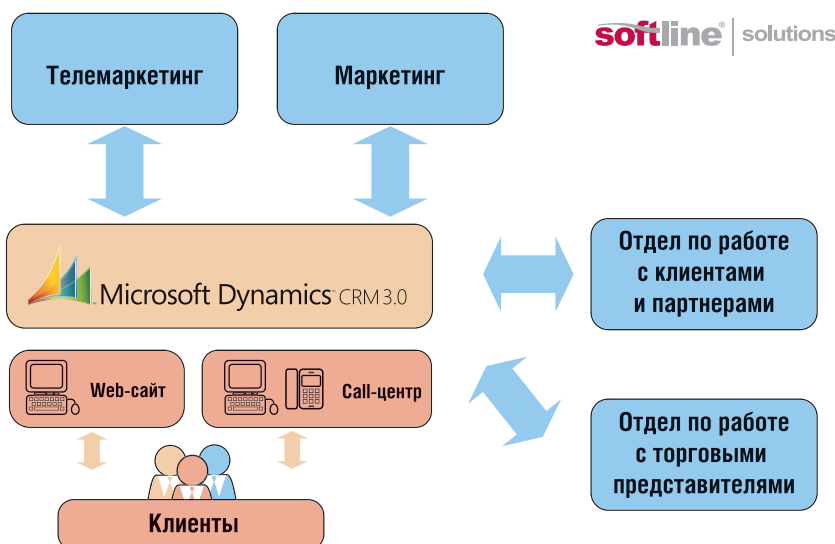 softline® solutions
Телемаркетинг
Маркетинг
Microsoft Dynamics™ CRM 3.0
Отдел по работе
с клиентами
и партнерами
Web-сайт
Call-центр
Отдел по работе
с торговыми
представителями
Клиенты